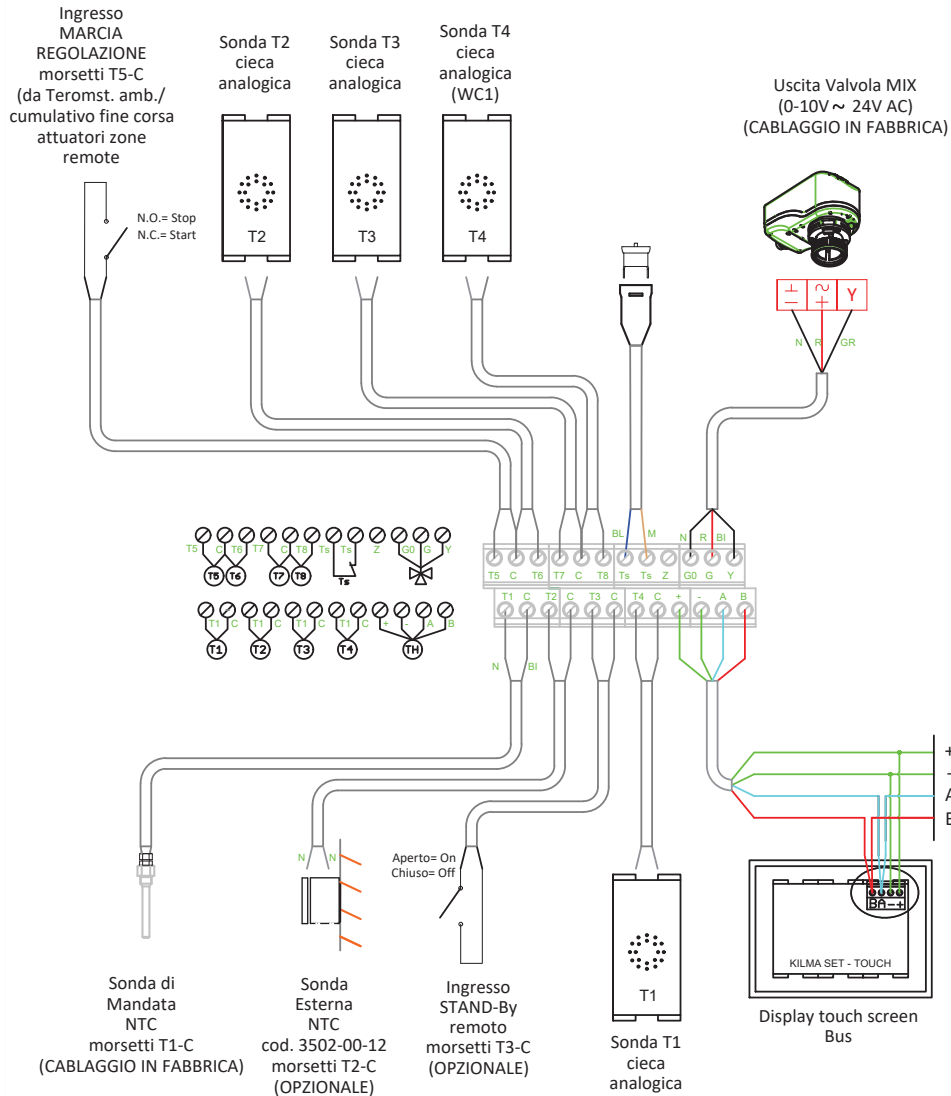 Ingresso
MARCIA
REGOLAZIONE
morsetti T5-C
(da Teromst. amb./
cumulativo fine corsa
attuatori zone
remote
N.O.= Stop
N.C.= Start
Sonda T2
cieca
analogica
T2
Sonda T3
cieca
analogica
T3
Sonda T4
cieca
analogica
(WC1)
T4
Uscita Valvola MIX
(0-10V ~ 24V AC)
(CABLAGGIO IN FABBRICA)
Y
N R GR
BL M N R BI
T5 C T6 T7 C T8 Ts Ts Z G0 G Y
T5 T6 T7 T8 Ts
T1 C T1 C T1 C T1 C + - A B
T1 T2 T3 T4 TH
T5 C T6 T7 C T8 Ts Ts Z G0 G Y
T1 C T2 C T3 C T4 C + - A B
N BI
N N
Aperto= On
Chiuso= Off
T1
+
-
A
B
BA-+
KILMA SET - TOUCH
Sonda di
Mandata
NTC
morsetti T1-C
(CABLAGGIO IN FABBRICA)
Sonda
Esterna
NTC
cod. 3502-00-12
morsetti T2-C
(OPZIONALE)
Ingresso
STAND-By
remoto
morsetti T3-C
(OPZIONALE)
Sonda T1
cieca
analogica
Display touch screen
Bus